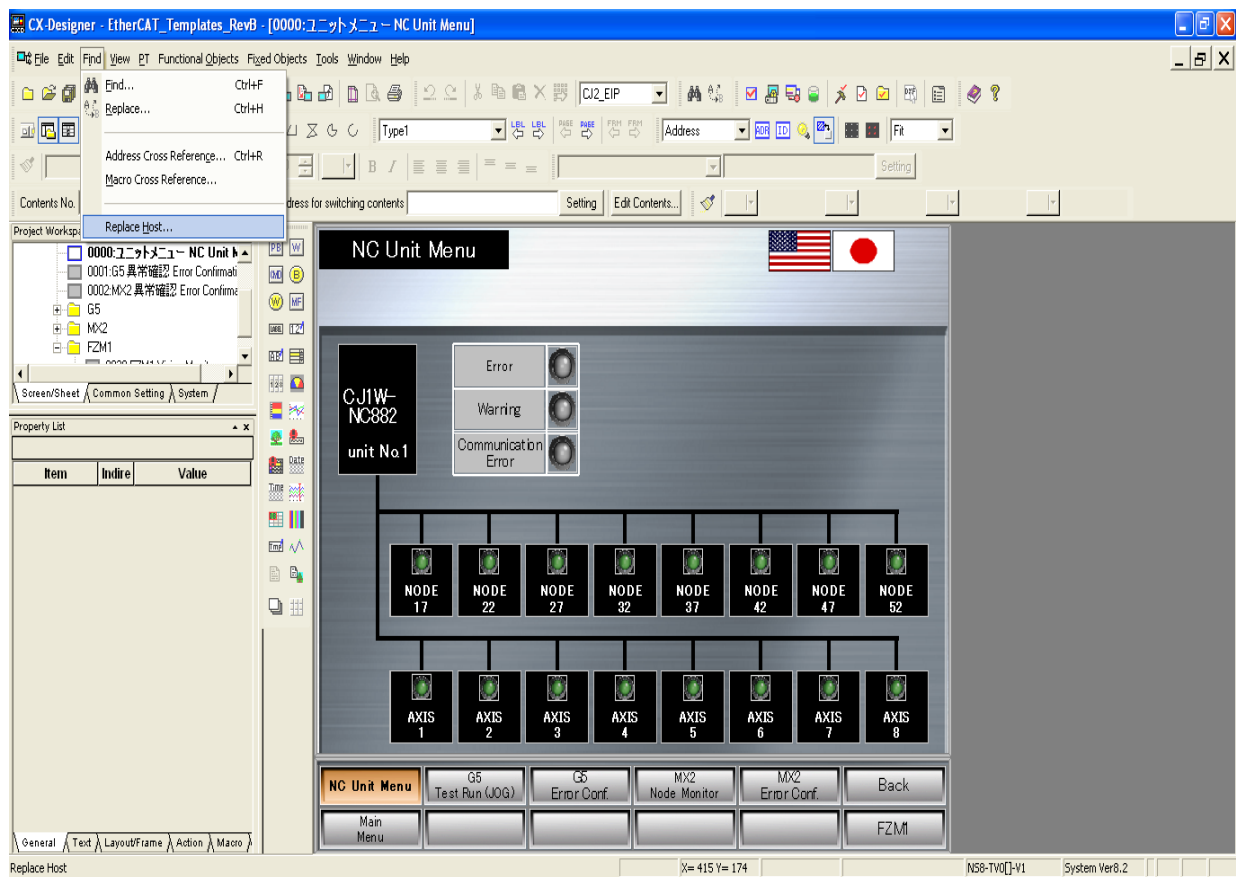 CX-Designer - EtherCAT_Templates_RevB - [0000:ユニットメニュー NC Unit Menu]
File Edit Find View PT Functional Objects Fixed Objects Tools Window Help
Find... Ctrl+F
Replace... Ctrl+H
Address Cross Reference... Ctrl+R
Macro Cross Reference...
Replace Host...
CJ2_EIP
Type1
Address
Fit
B I
Setting
Contents No.
dress for switching contents
Setting
Edit Contents...
Project Workspa
0000:ユニットメニュー NC Unit M
0001:G5 異常確認 Error Confirmati
0002:MX2 異常確認 Error Confirma
G5
MX2
FZM1
Screen/Sheet Common Setting System
Property List
Item Indire Value
General Text Layout/Frame Action Macro
NC Unit Menu
CJ1W-
NC882
unit No.1
Error
Warning
Communication
Error
NODE
17
NODE
22
NODE
27
NODE
32
NODE
37
NODE
42
NODE
47
NODE
52
AXIS
1
AXIS
2
AXIS
3
AXIS
4
AXIS
5
AXIS
6
AXIS
7
AXIS
8
NC Unit Menu
G5
Test Run (JOG)
G5
Error Conf.
MX2
Node Monitor
MX2
Error Conf.
Back
Main
Menu
FZM1
Replace Host
X= 415 Y= 174
NS8-TV0[]-V1
System Ver8.2